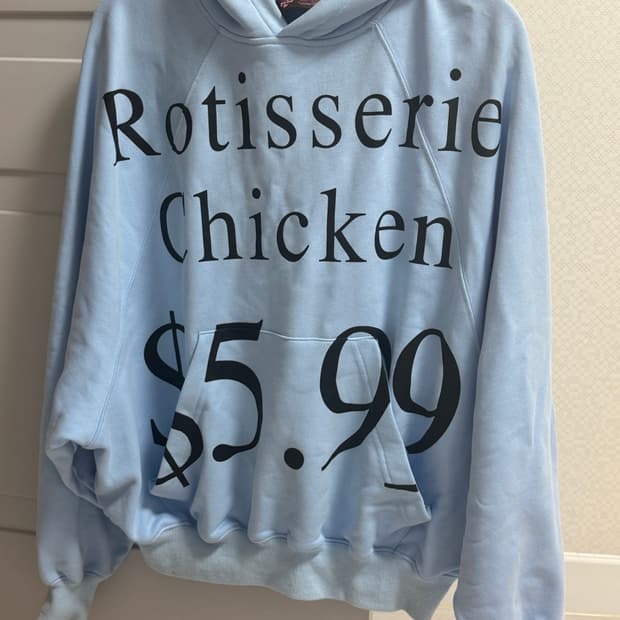 Rotisserie
Chicken
$5.99